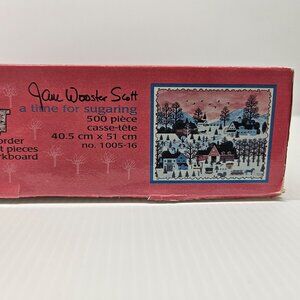 Jane Wooster Scott
a time for sugaring
500 pièce
casse-tête
40.5 cm x 51 cm
no. 1005-16
order
t pieces
rkboard